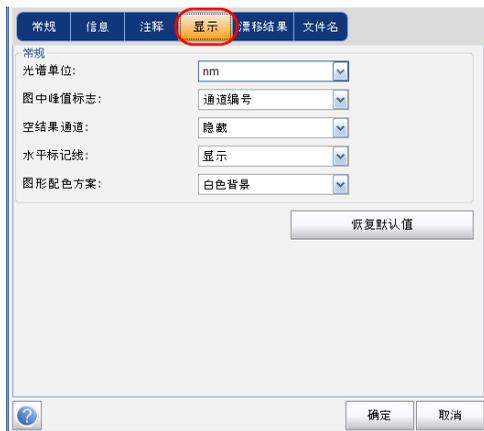 常规 信息 注释 显示 漂移结果 文件名
常规
光谱单位: nm
图中峰值标志: 通道编号
空结果通道: 隐藏
水平标记线: 显示
图形配色方案: 白色背景
恢复默认值
? 确定 取消